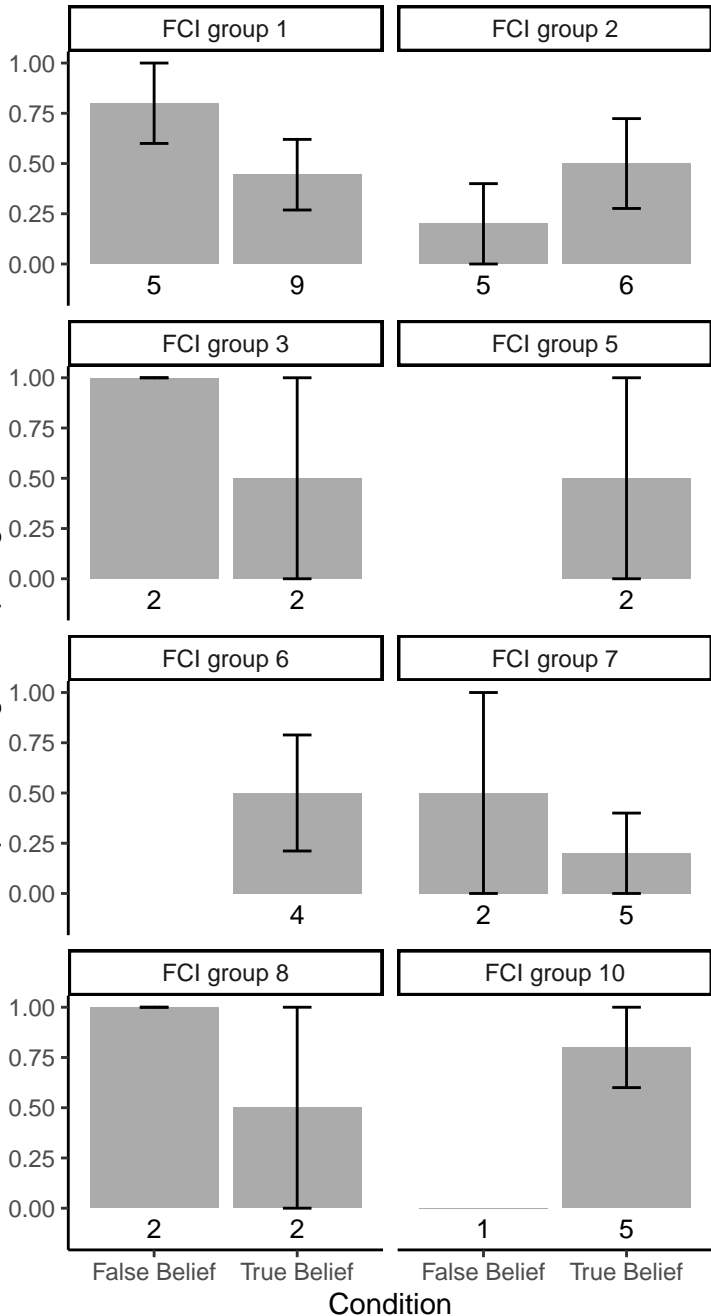 FCI group 1 FCI group 2
1.00
0.75
0.50
0.25
0.00
5 9 5 6
FCI group 3 FCI group 5
1.00
0.75
0.50
0.25
0.00
2 2 2
FCI group 6 FCI group 7
1.00
0.75
0.50
0.25
0.00
4 2 5
FCI group 8 FCI group 10
1.00
0.75
0.50
0.25
0.00
2 2 1 5
False Belief True Belief False Belief True Belief
Condition